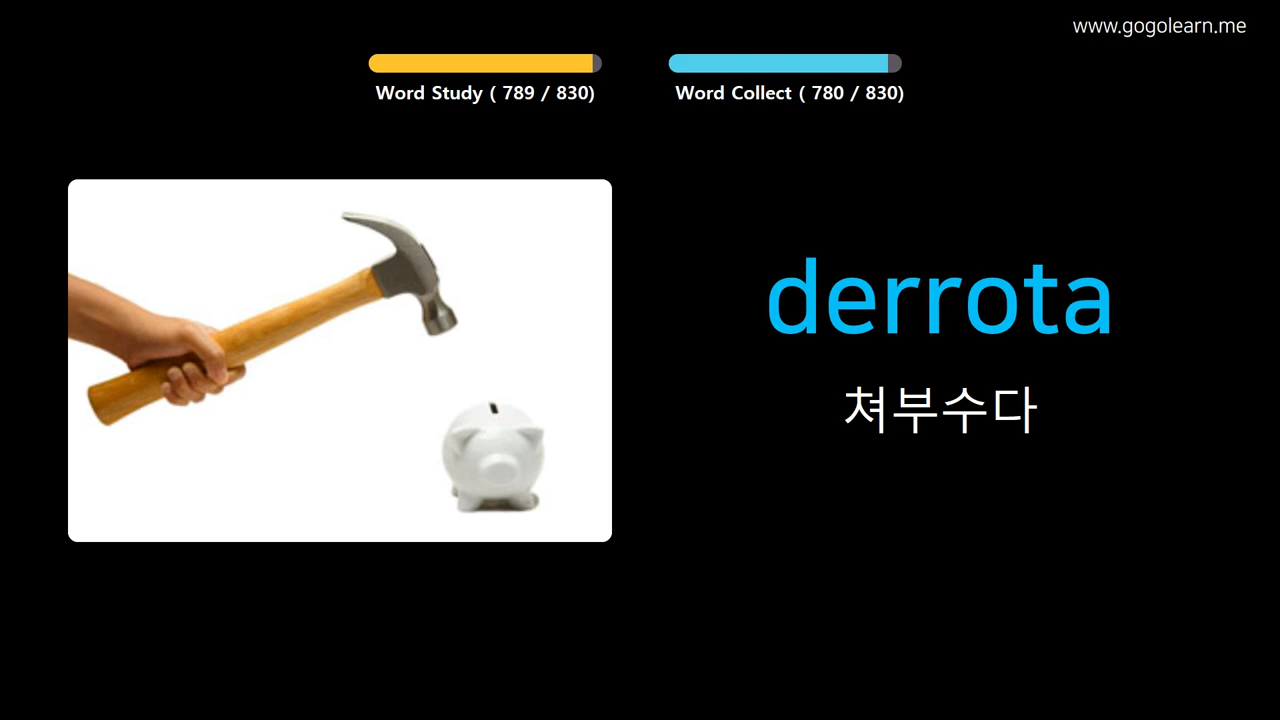 www.gogolearn.me
Word Study ( 789 / 830)
Word Collect ( 780 / 830)
derrota
쳐부수다